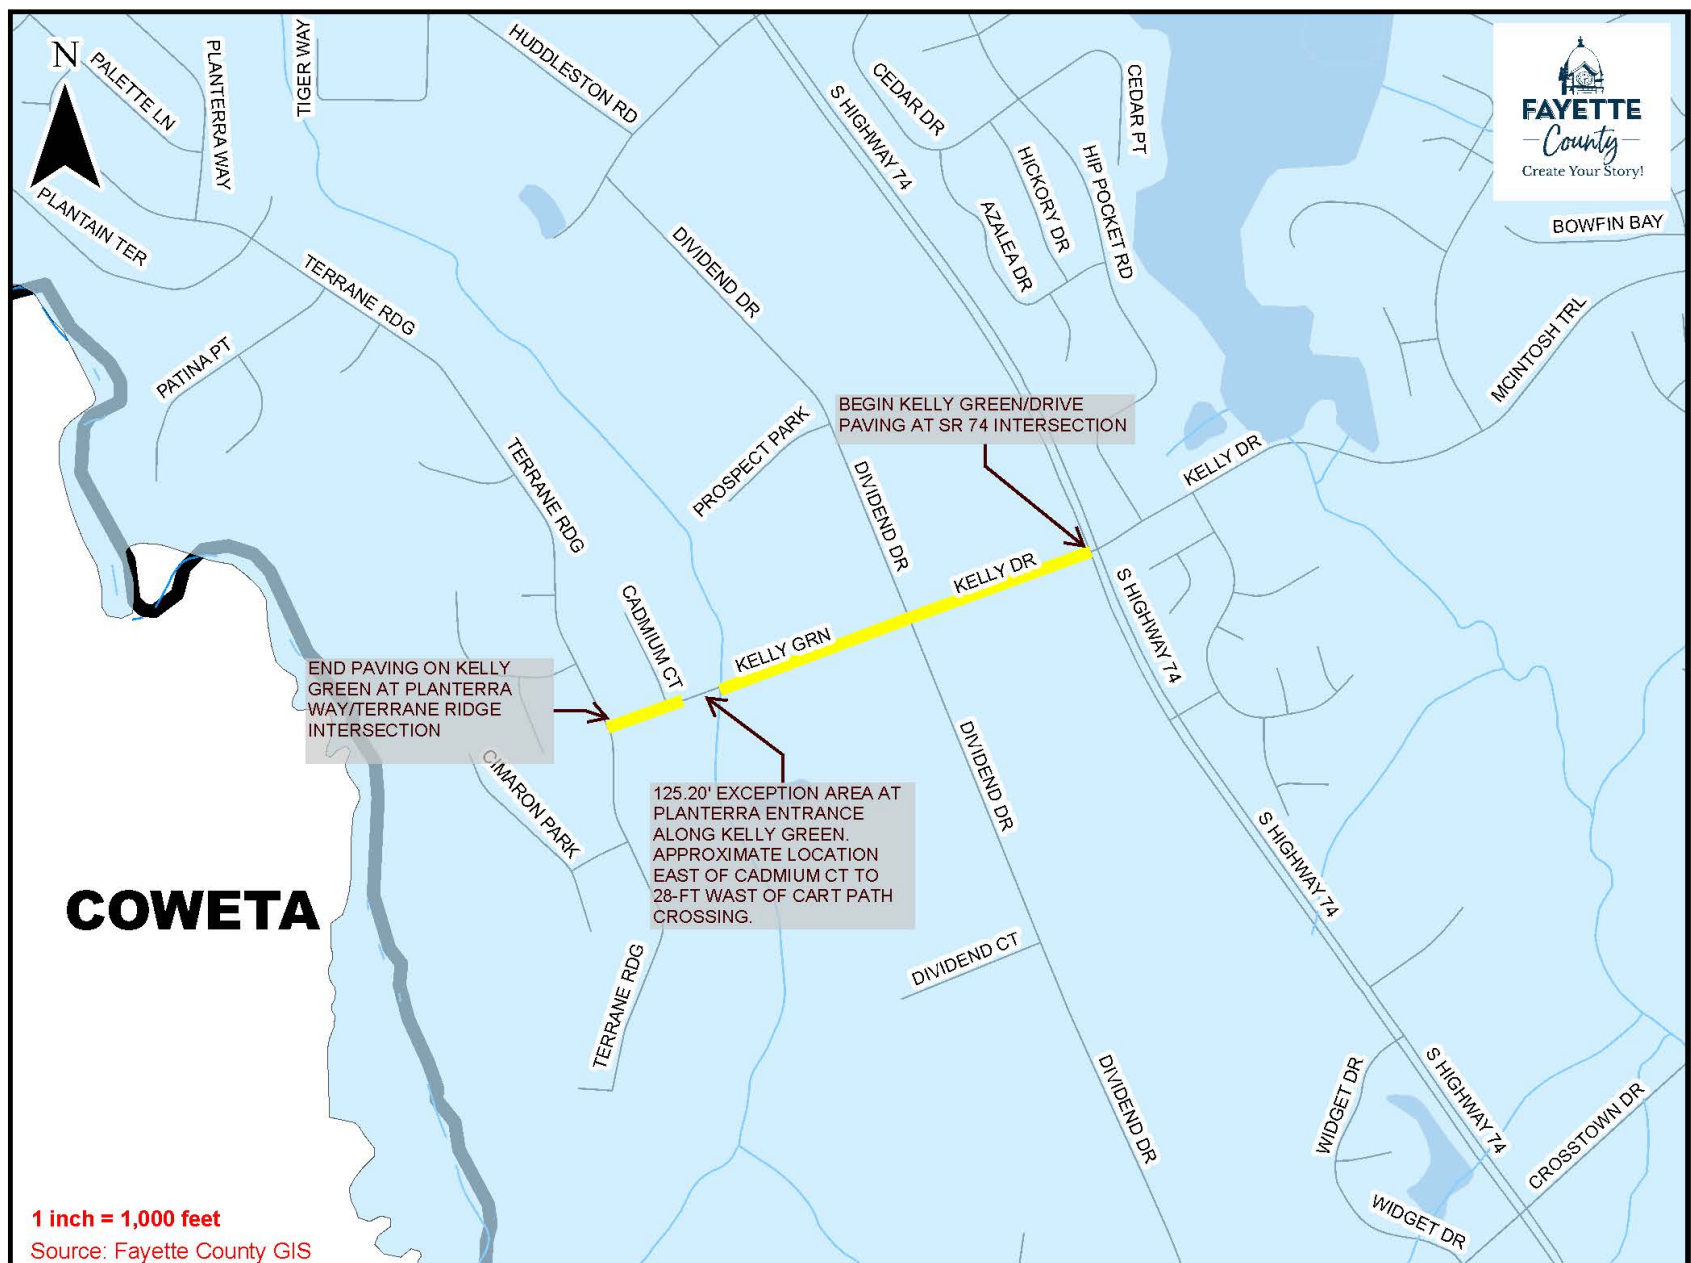 N
PALETTE LN
PLANTERRA WAY
TIGER WAY
HUDDLESTON RD
S HIGHWAY 74
CEDAR DR
CEDAR PT
FAYETTE
County
Create Your Story!
PLANTAIN TER
HICKORY DR
HIP POCKET RD
AZALEA DR
BOWFIN BAY
DIVIDEND DR
TERRANE RDG
PATINA PT
MCINTOSH TRL
BEGIN KELLY GREEN/DRIVE
PAVING AT SR 74 INTERSECTION
PROSPECT PARK
TERRANE RDG
DIVIDEND DR
KELLY DR
KELLY DR
S HIGHWAY 74
CADMIUM CT
KELLY GRN
END PAVING ON KELLY
GREEN AT PLANTERRA
WAY/TERRANE RIDGE
INTERSECTION
CIMARON PARK
DIVIDEND DR
125.20' EXCEPTION AREA AT
PLANTERRA ENTRANCE
ALONG KELLY GREEN.
APPROXIMATE LOCATION
EAST OF CADMIUM CT TO
28-FT WAST OF CART PATH
CROSSING.
S HIGHWAY 74
COWETA
TERRANE RDG
DIVIDEND CT
DIVIDEND DR
WIDGET DR
S HIGHWAY 74
CROSSTOWN DR
WIDGET DR
1 inch = 1,000 feet
Source: Fayette County GIS